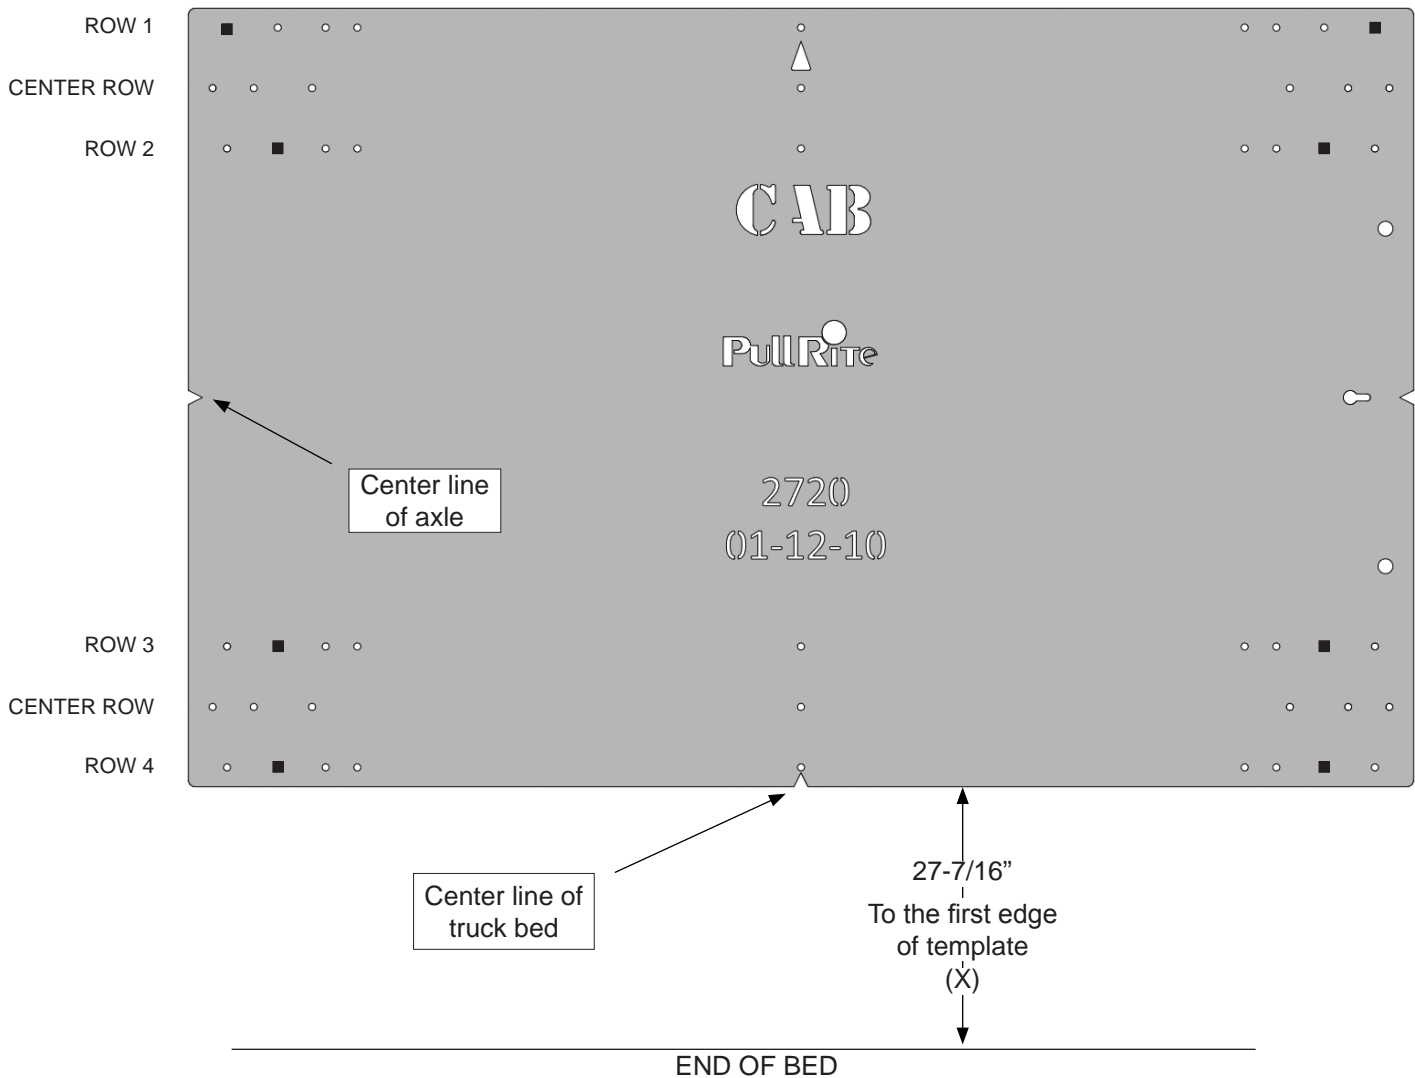 ROW 1
CENTER ROW
ROW 2
CAB
PullRite
Center line
of axle
2720
01-12-10
ROW 3
CENTER ROW
ROW 4
Center line of
truck bed
27-7/16”
To the first edge
of template
(X)
END OF BED